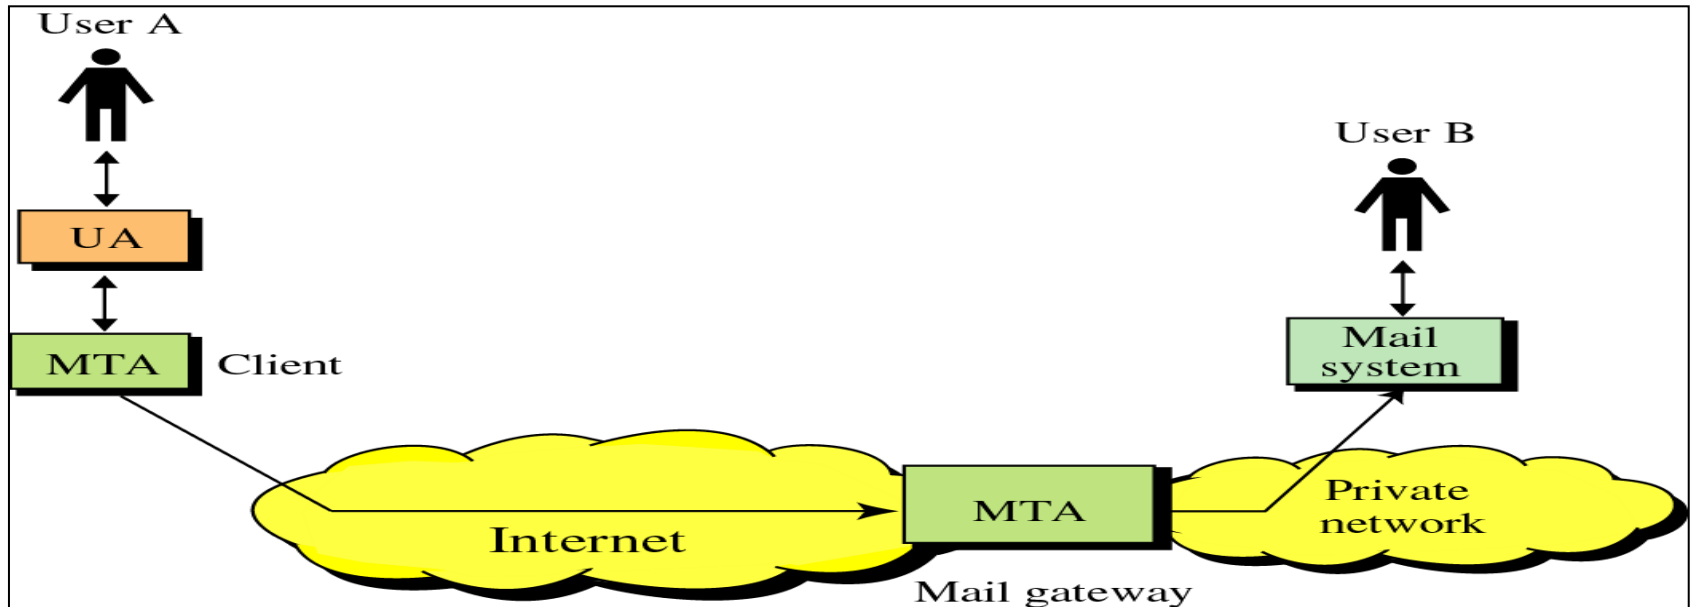 User A
User B
UA
Mail
system
MTA
Client
Private
network
MTA
Internet
Mail gateway